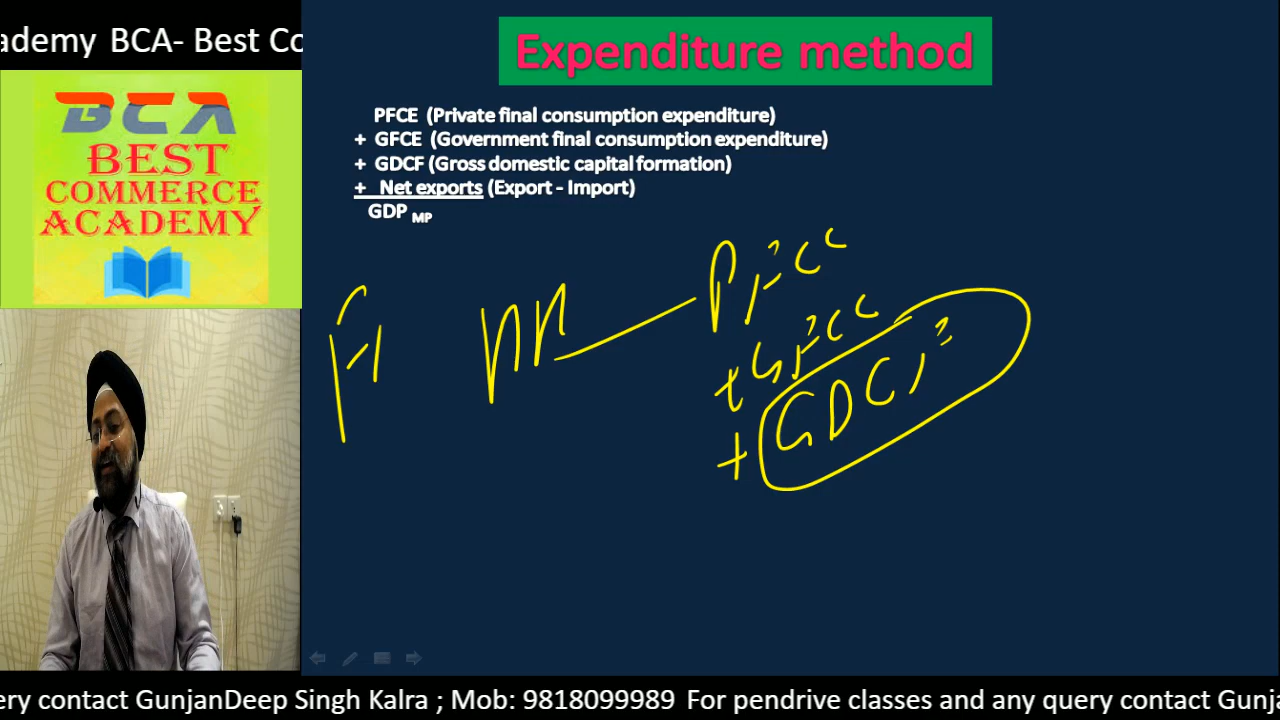 ademy BCA- Best Co
BCA
BEST
COMMERCE
ACADEMY
Expenditure method
PFCE (Private final consumption expenditure)
+ GFCE (Government final consumption expenditure)
+ GDCF (Gross domestic capital formation)
+ Net exports (Export - Import)
GDP MP
+
+ GDCF
ery contact GunjanDeep Singh Kalra ; Mob: 9818099989 For pendrive classes and any query contact Gunja